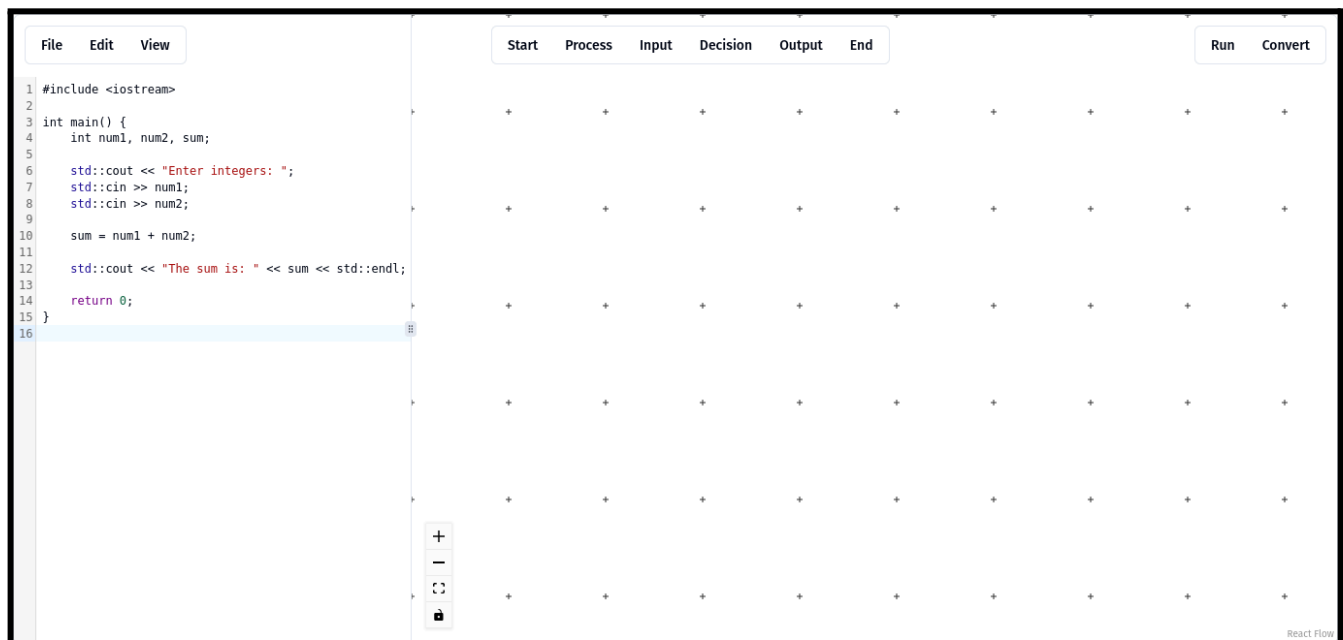 File Edit View
Start Process Input Decision Output End
Run Convert
1 #include <iostream>
2
3 int main() {
4     int num1, num2, sum;
5
6     std::cout << "Enter integers: ";
7     std::cin >> num1;
8     std::cin >> num2;
9
10     sum = num1 + num2;
11
12     std::cout << "The sum is: " << sum << std::endl;
13
14     return 0;
15 }
16
React Flow